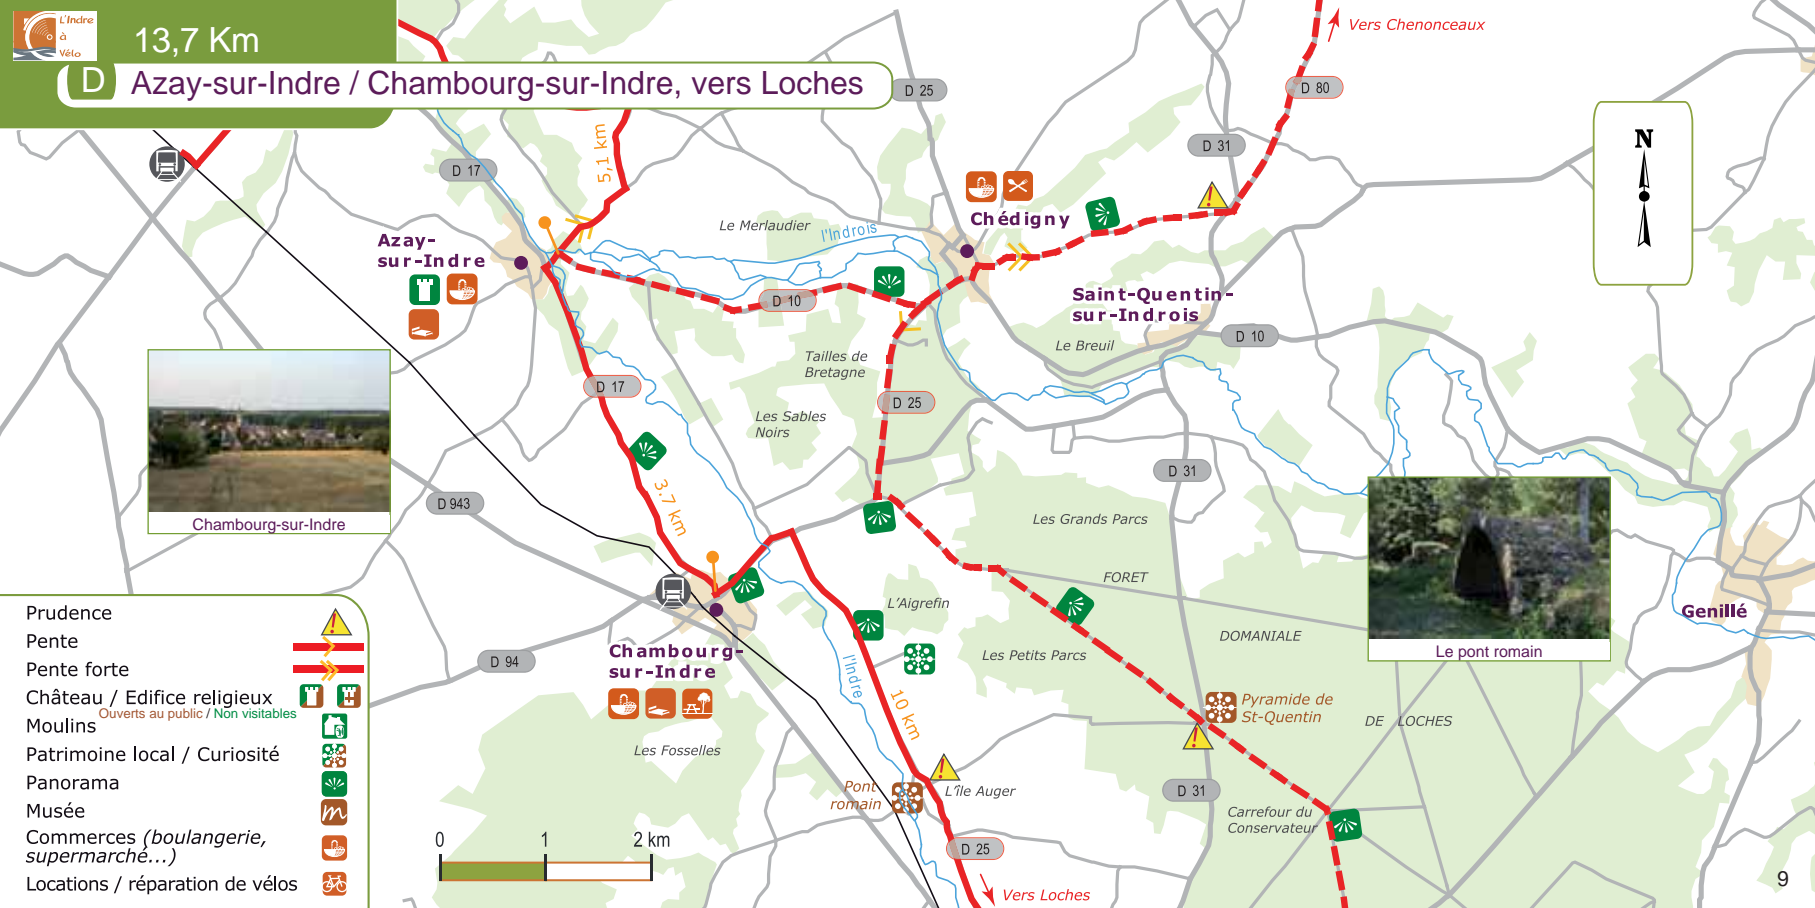 L'Indre
à
Vélo
13,7 Km
D
Azay-sur-Indre / Chambourg-sur-Indre, vers Loches
Vers Chenonceaux
D 25
D 80
N
5,1 km
D 31
D 17
Chédigny
Le Merlaudier
l'Indrois
Azay-
sur-Indre
D 10
Saint-Quentin-
sur-Indrois
D 10
Le Breuil
Tailles de
Bretagne
D 17
D 25
Les Sables
Noirs
D 31
D 943
3,7 km
Chambourg-sur-Indre
Les Grands Parcs
FORET
L'Aigrefin
DOMANIALE
Genillé
Le pont romain
Les Petits Parcs
Chambourg-
sur-Indre
D 94
l'Indre
10 km
Pyramide de
St-Quentin
DE LOCHES
Les Fosselles
Pont
romain
L'île Auger
D 31
Carrefour du
Conservateur
D 25
Vers Loches
Prudence
Pente
Pente forte
Château / Edifice religieux
Ouverts au public / Non visitables
Moulins
Patrimoine local / Curiosité
Panorama
Musée
m
Commerces (boulangerie,
supermarché...)
Locations / réparation de vélos
0 1 2 km
9